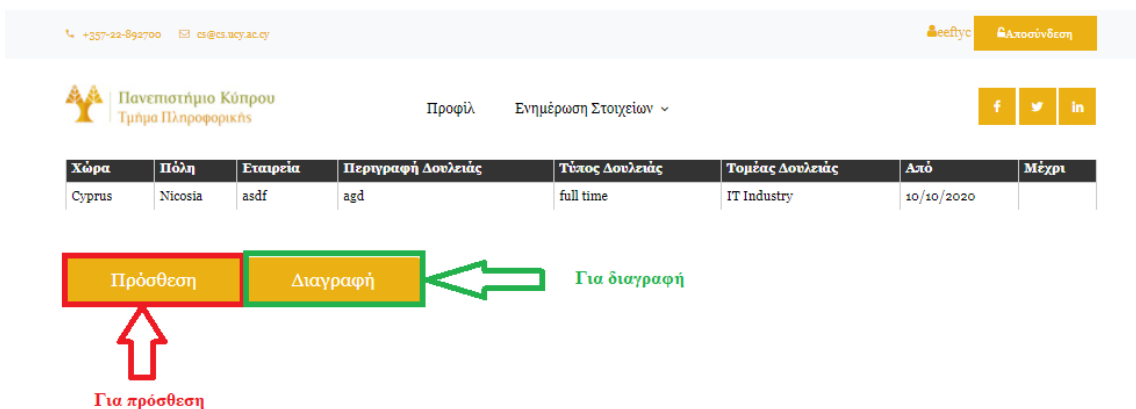 +357-22-892700 cs@cs.ucy.ac.cy eeftyc Αποσύνδεση
Πανεπιστήμιο Κύπρου
Τμήμα Πληροφορικής
Προφίλ Ενημέρωση Στοιχείων
f in
Χώρα Πόλη Εταιρεία Περιγραφή Δουλειάς Τύπος Δουλειάς Τομέας Δουλειάς Από Μέχρι
Cyprus Nicosia asdf agd full time IT Industry 10/10/2020
Πρόσθεση Διαγραφή Για διαγραφή
Για πρόσθεση